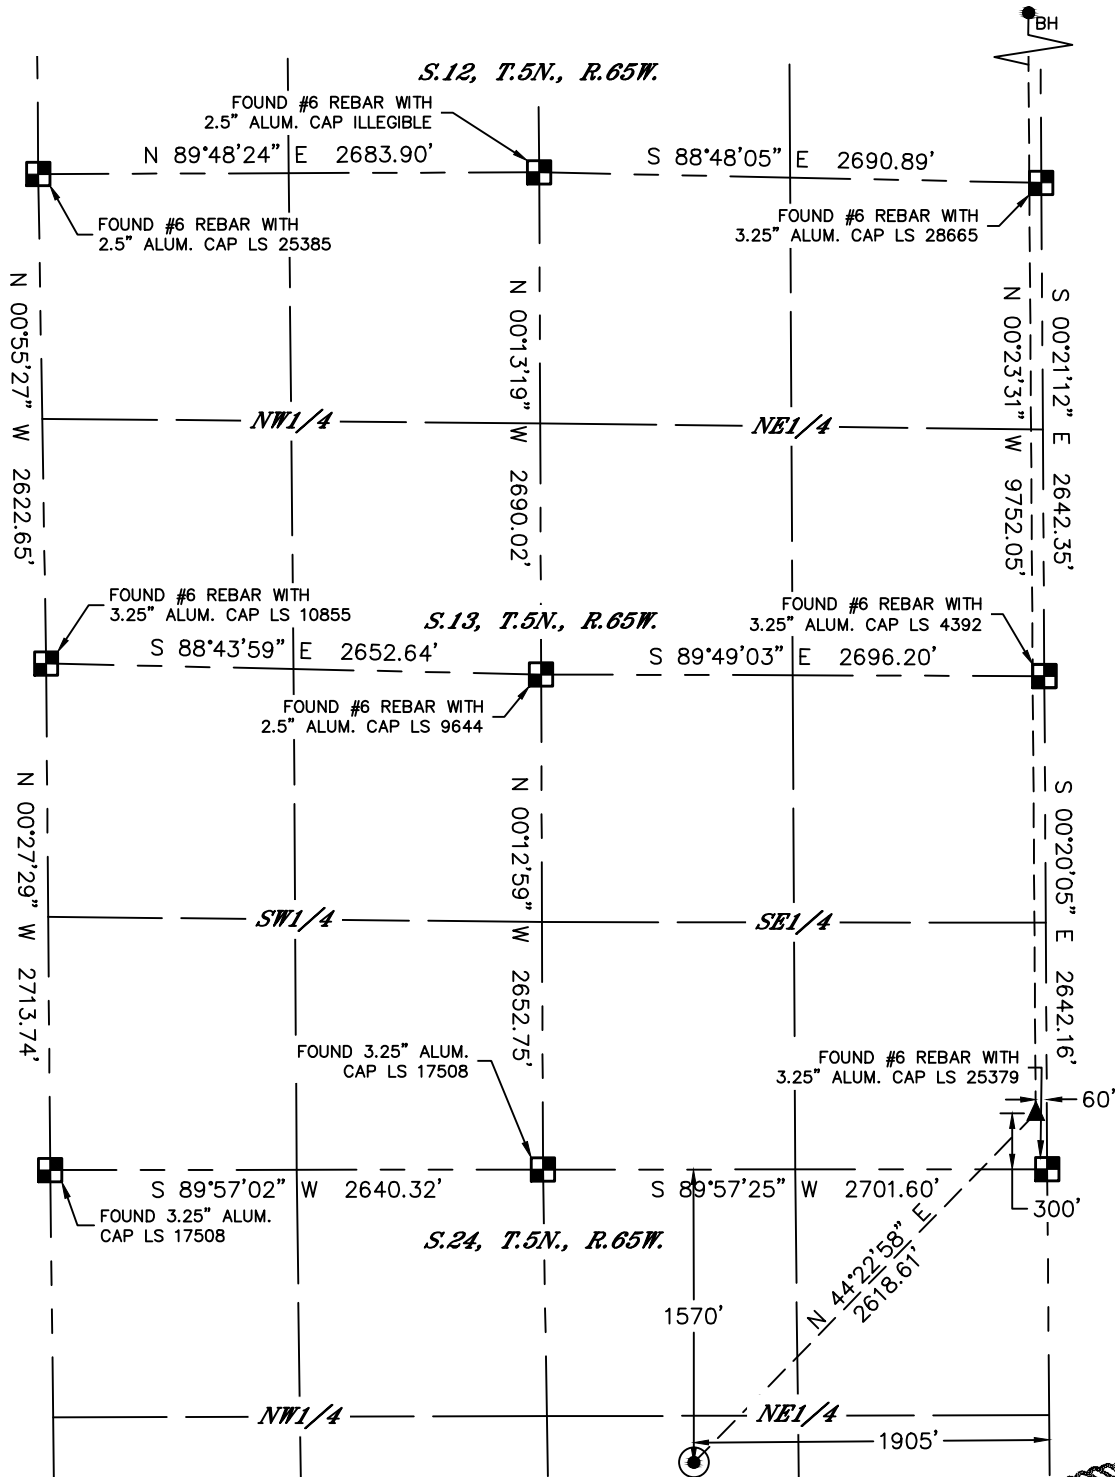 BH
S.12, T.5N., R.65W.
FOUND #6 REBAR WITH
2.5" ALUM. CAP ILLEGIBLE
N 89°48'24" E 2683.90'
S 88°48'05" E 2690.89'
FOUND #6 REBAR WITH
2.5" ALUM. CAP LS 25385
FOUND #6 REBAR WITH
3.25" ALUM. CAP LS 28665
N 00°55'27" W 2622.65'
N 00°13'19" W 2690.02'
N 00°23'31" W 9752.05'
S 00°21'12" E 2642.35'
NW1/4
NE1/4
FOUND #6 REBAR WITH
3.25" ALUM. CAP LS 10855
S.13, T.5N., R.65W.
FOUND #6 REBAR WITH
3.25" ALUM. CAP LS 4392
S 88°43'59" E 2652.64'
S 89°49'03" E 2696.20'
FOUND #6 REBAR WITH
2.5" ALUM. CAP LS 9644
N 00°27'29" W 2713.74'
N 00°12'59" W 2652.75'
S 00°20'05" E 2642.16'
SW1/4
SE1/4
FOUND 3.25" ALUM.
CAP LS 17508
FOUND #6 REBAR WITH
3.25" ALUM. CAP LS 25379
60'
S 89°57'02" W 2640.32'
S 89°57'25" W 2701.60'
300'
FOUND 3.25" ALUM.
CAP LS 17508
S.24, T.5N., R.65W.
N 44°22'58" E
2618.61'
1570'
NW1/4
NE1/4
1905'